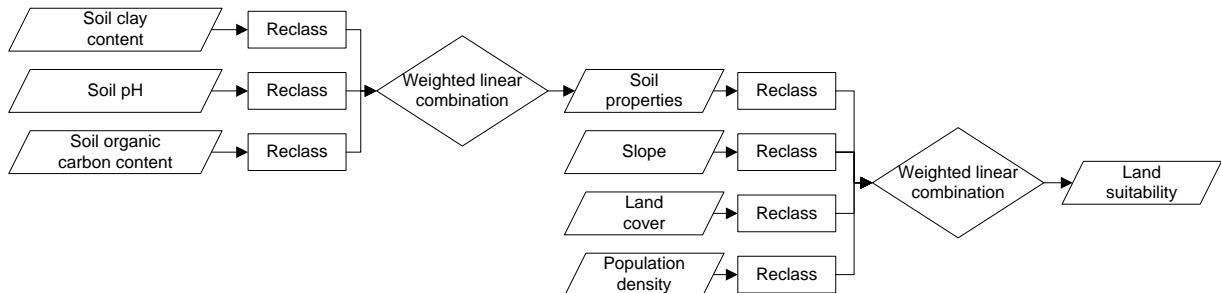 Soil clay
content
Reclass
Soil pH
Reclass
Soil organic
carbon content
Reclass
Weighted linear
combination
Soil
properties
Reclass
Slope
Reclass
Land
cover
Reclass
Population
density
Reclass
Weighted linear
combination
Land
suitability